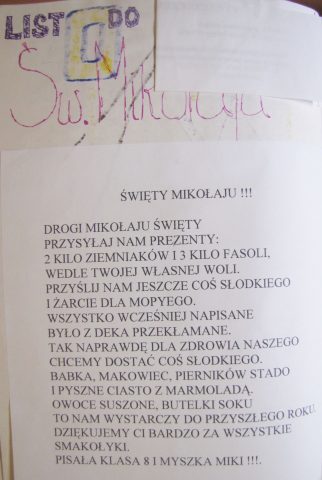 LIST DO
Św. Mikołaja
ŚWIĘTY MIKOŁAJU !!!
DROGI MIKOŁAJU ŚWIĘTY
PRZYSYŁAJ NAM PREZENTY:
2 KILO ZIEMNIAKÓW I 3 KILO FASOLI,
WEDLE TWOJEJ WŁASNEJ WOLI.
PRZYŚLIJ NAM JESZCZE COŚ SŁODKIEGO
I ŻARCIE DLA MOPYEGO.
WSZYSTKO WCZEŚNIEJ NAPISANE
BYŁO Z DEKA PRZEKŁAMANE.
TAK NAPRAWDĘ DLA ZDROWIA NASZEGO
CHCEMY DOSTAĆ COŚ SŁODKIEGO.
BABKA, MAKOWIEC, PIERNIKÓW STADO
I PYSZNE CIASTO Z MARMOLADĄ.
OWOCE SUSZONE, BUTELKI SOKU
TO NAM WYSTARCZY DO PRZYSZŁEGO ROKU.
DZIĘKUJEMY CI BARDZO ZA WSZYSTKIE
SMAKOŁYKI.
PISAŁA KLASA 8 I MYSZKA MIKI !!!.